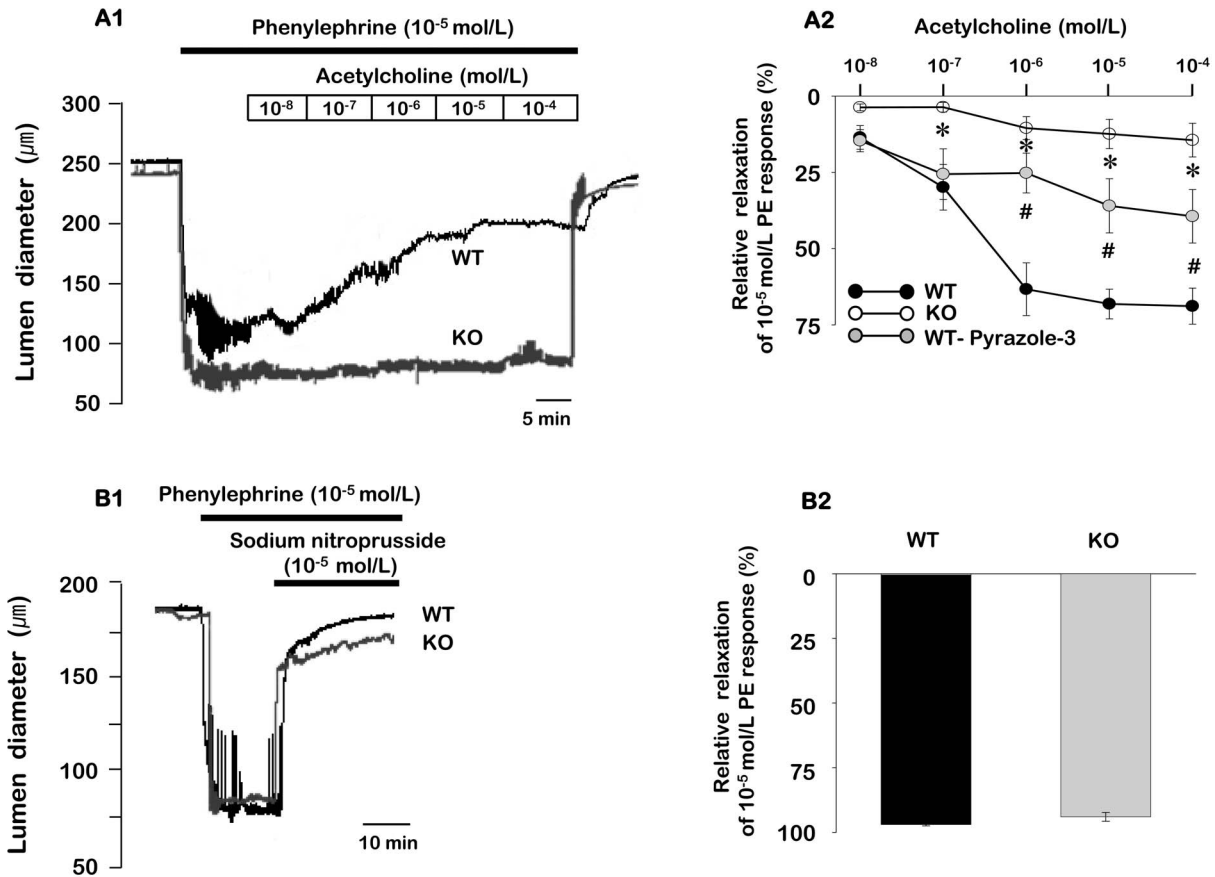 A1
Phenylephrine (10⁻⁵ mol/L)
Acetylcholine (mol/L)
10⁻⁸ 10⁻⁷ 10⁻⁶ 10⁻⁵ 10⁻⁴
Lumen diameter (㎛)
300
250
200
150
100
50
WT
KO
5 min
A2
Acetylcholine (mol/L)
10⁻⁸ 10⁻⁷ 10⁻⁶ 10⁻⁵ 10⁻⁴
Relative relaxation
of 10⁻⁵ mol/L PE response (%)
0
25
50
75
* * * *
# # #
WT
KO
WT- Pyrazole-3
B1
Phenylephrine (10⁻⁵ mol/L)
Sodium nitroprusside
(10⁻⁵ mol/L)
Lumen diameter (㎛)
200
150
100
50
WT
KO
10 min
B2
WT KO
Relative relaxation
of 10⁻⁵ mol/L PE response (%)
0
25
50
75
100